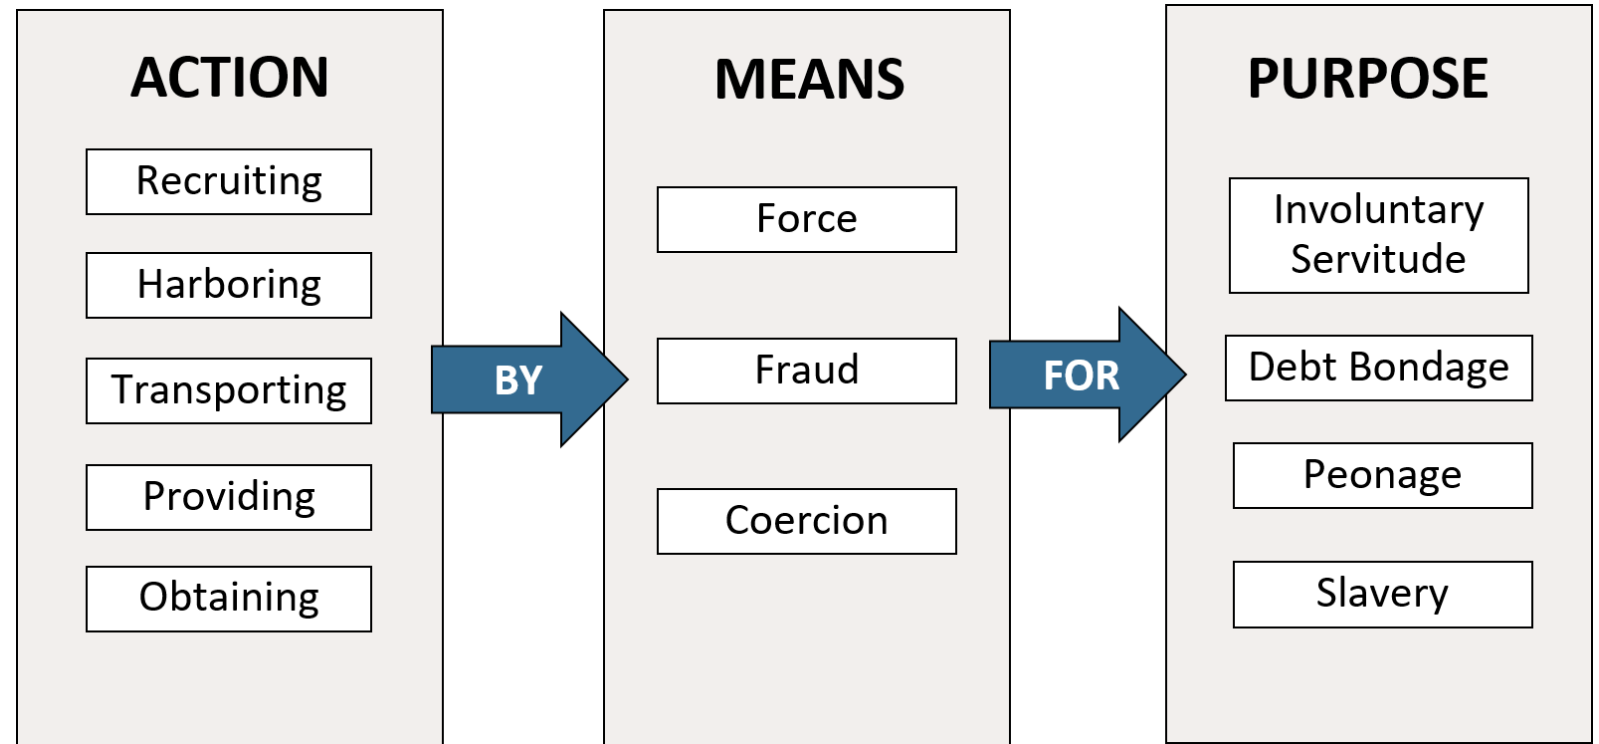 ACTION
Recruiting
Harboring
Transporting
Providing
Obtaining
BY
MEANS
Force
Fraud
Coercion
FOR
PURPOSE
Involuntary
Servitude
Debt Bondage
Peonage
Slavery